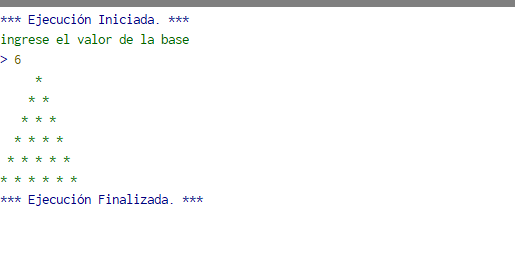 *** Ejecución Iniciada. ***
ingrese el valor de la base
> 6
     *
    * *
   * * *
  * * * *
 * * * * *
* * * * * *
*** Ejecución Finalizada. ***